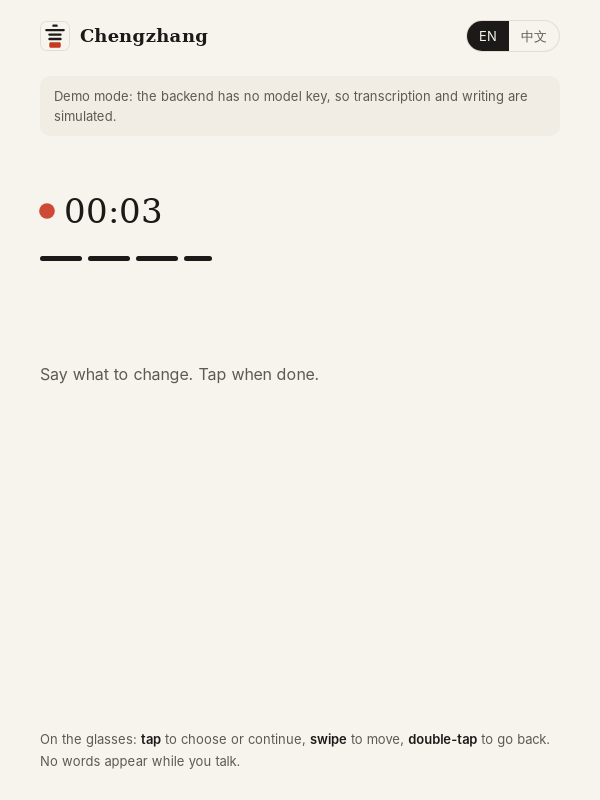 Chengzhang
EN 中文
Demo mode: the backend has no model key, so transcription and writing are
simulated.
00:03
Say what to change. Tap when done.
On the glasses: tap to choose or continue, swipe to move, double-tap to go back.
No words appear while you talk.